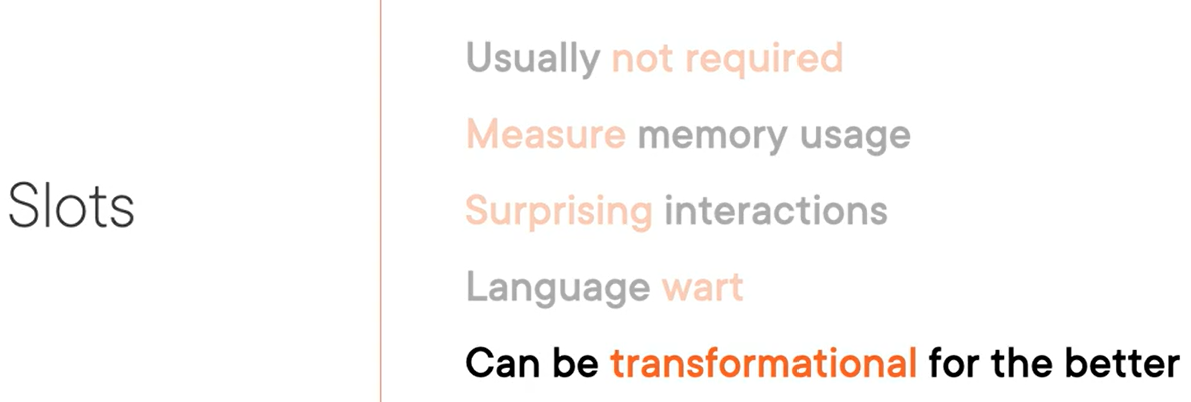 Slots
Usually not required
Measure memory usage
Surprising interactions
Language wart
Can be transformational for the better